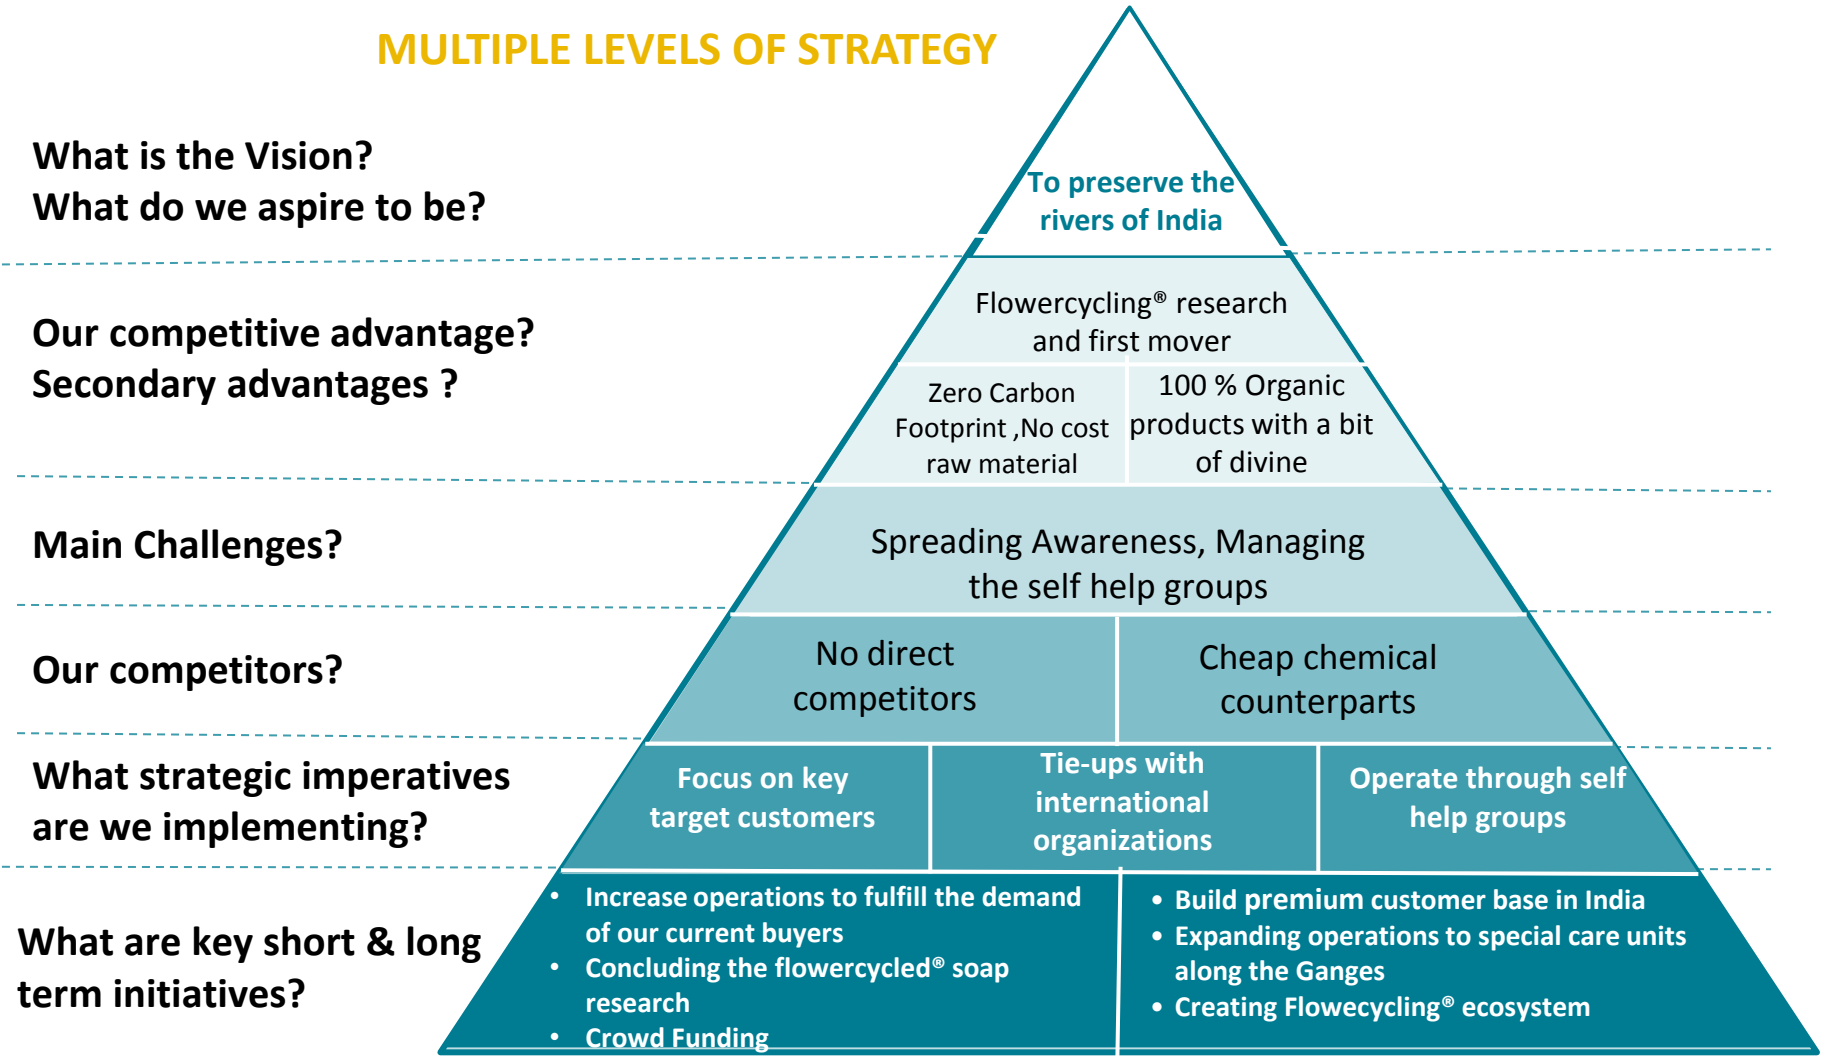 MULTIPLE LEVELS OF STRATEGY
What is the Vision?
What do we aspire to be?
To preserve the
rivers of India
Our competitive advantage?
Secondary advantages ?
Flowercycling® research
and first mover
Zero Carbon
Footprint ,No cost
raw material
100 % Organic
products with a bit
of divine
Main Challenges?
Spreading Awareness, Managing
the self help groups
Our competitors?
No direct
competitors
Cheap chemical
counterparts
What strategic imperatives
are we implementing?
Focus on key
target customers
Tie-ups with
international
organizations
Operate through self
help groups
What are key short & long
term initiatives?
• Increase operations to fulfill the demand
of our current buyers
• Concluding the flowercycled® soap
research
• Crowd Funding
• Build premium customer base in India
• Expanding operations to special care units
along the Ganges
• Creating Flowecycling® ecosystem